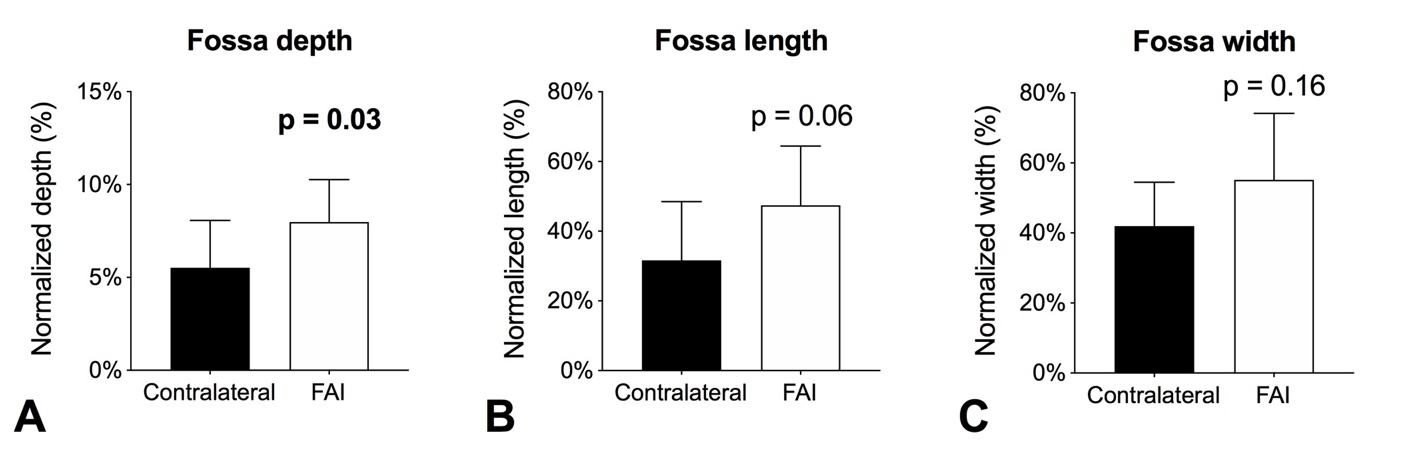 Fossa depth
Normalized depth (%)
15%
10%
5%
0%
p = 0.03
Contralateral
FAI
A
Fossa length
Normalized length (%)
80%
60%
40%
20%
0%
p = 0.06
Contralateral
FAI
B
Fossa width
Normalized width (%)
80%
60%
40%
20%
0%
p = 0.16
Contralateral
FAI
C